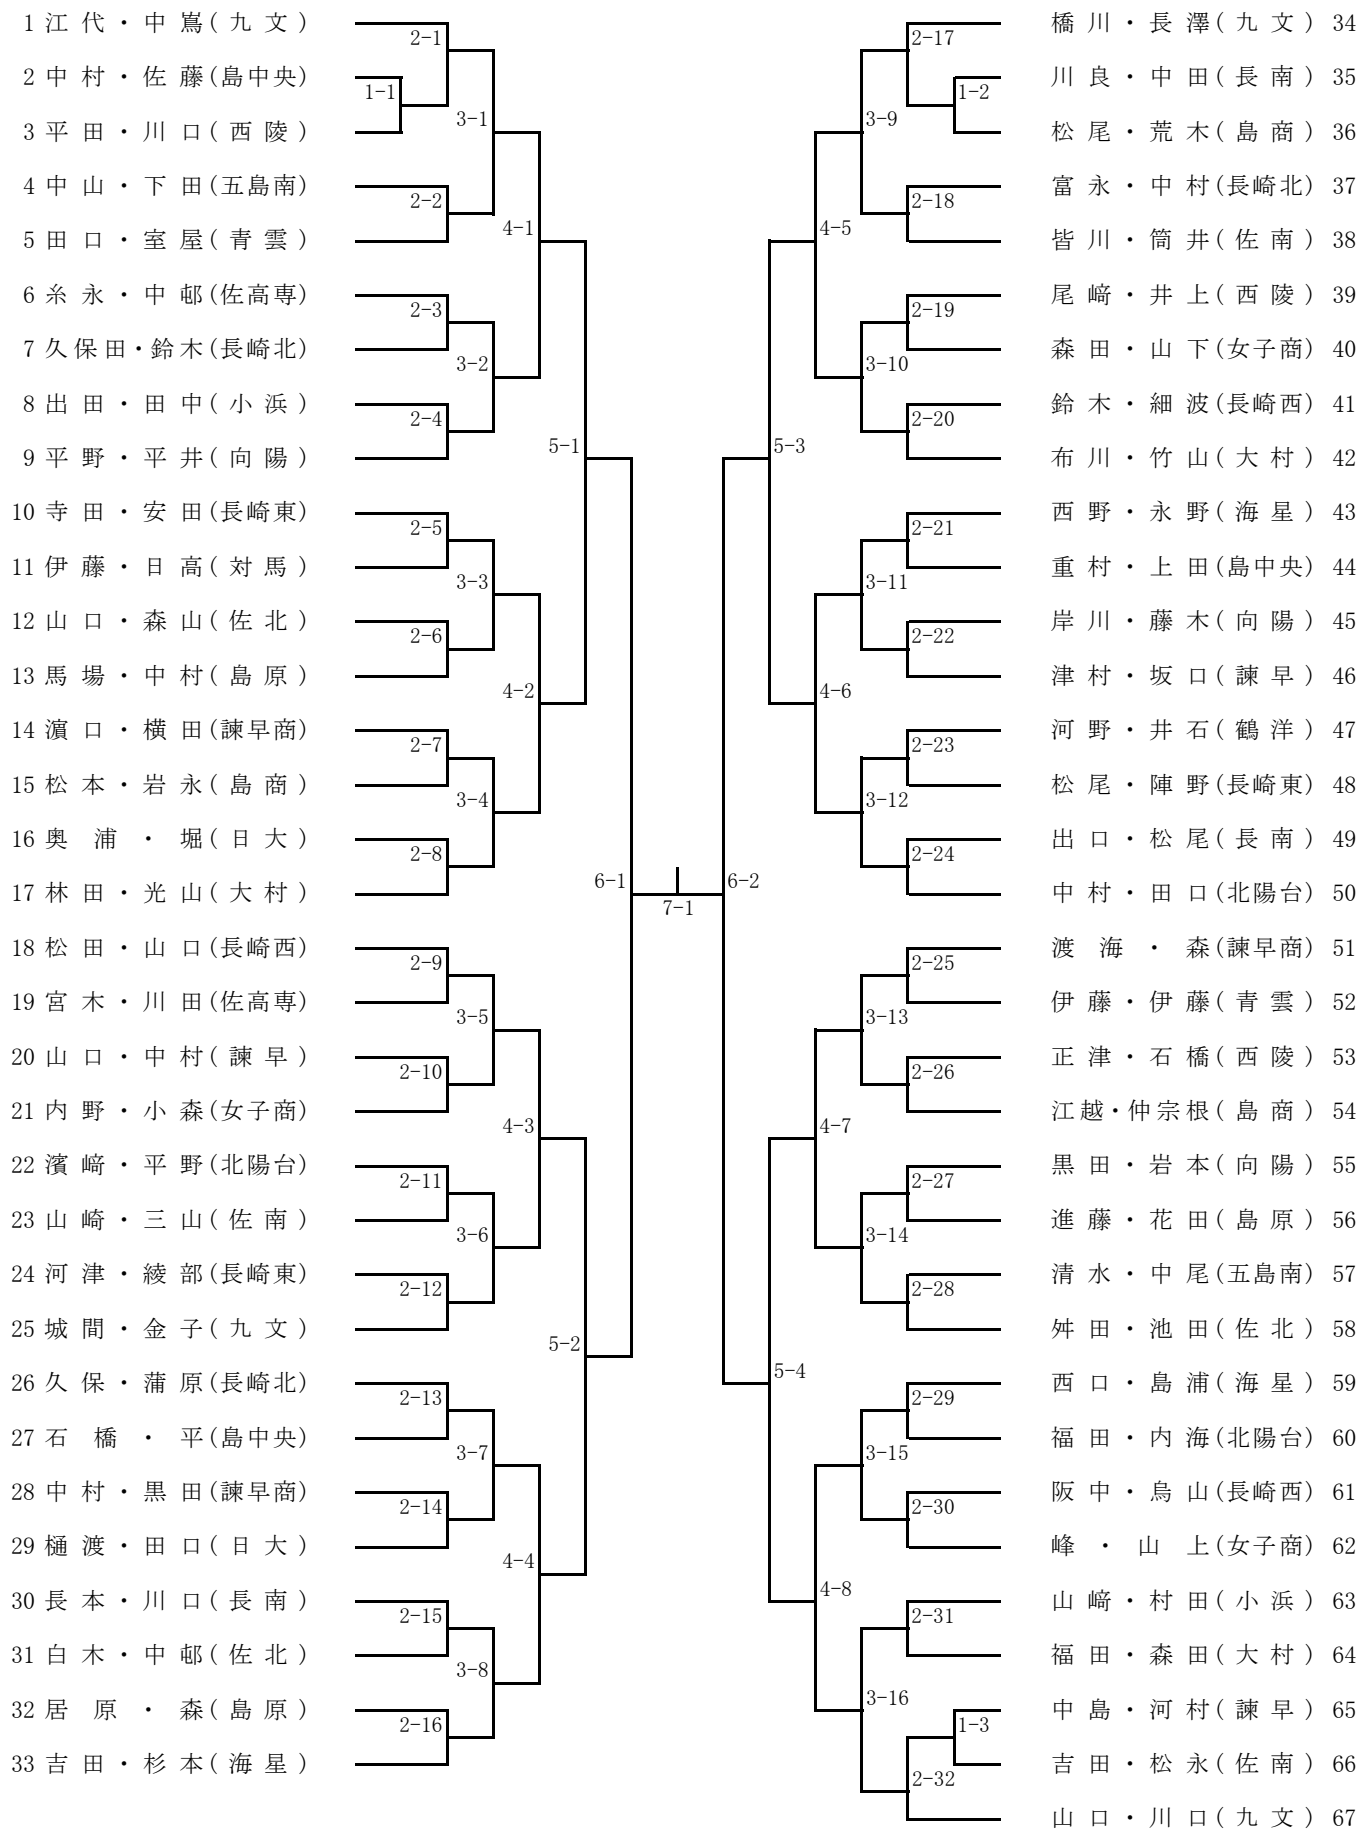 1 江代・中嶌(九文)
2 中村・佐藤(島中央)
3 平田・川口(西陵)
4 中山・下田(五島南)
5 田口・室屋(青雲)
6 糸永・中邨(佐高専)
7 久保田・鈴木(長崎北)
8 出田・田中(小浜)
9 平野・平井(向陽)
10 寺田・安田(長崎東)
11 伊藤・日高(対馬)
12 山口・森山(佐北)
13 馬場・中村(島原)
14 濵口・横田(諫早商)
15 松本・岩永(島商)
16 奥浦・堀(日大)
17 林田・光山(大村)
18 松田・山口(長崎西)
19 宮木・川田(佐高専)
20 山口・中村(諫早)
21 内野・小森(女子商)
22 濱﨑・平野(北陽台)
23 山崎・三山(佐南)
24 河津・綾部(長崎東)
25 城間・金子(九文)
26 久保・蒲原(長崎北)
27 石橋・平(島中央)
28 中村・黒田(諫早商)
29 樋渡・田口(日大)
30 長本・川口(長南)
31 白木・中邨(佐北)
32 居原・森(島原)
33 吉田・杉本(海星)
1-1
2-1
2-2
2-3
2-4
2-5
2-6
2-7
2-8
2-9
2-10
2-11
2-12
2-13
2-14
2-15
2-16
3-1
3-2
3-3
3-4
3-5
3-6
3-7
3-8
4-1
4-2
4-3
4-4
5-1
5-2
6-1
7-1
6-2
5-3
5-4
4-5
4-6
4-7
4-8
3-9
3-10
3-11
3-12
3-13
3-14
3-15
3-16
2-17
2-18
2-19
2-20
2-21
2-22
2-23
2-24
2-25
2-26
2-27
2-28
2-29
2-30
2-31
2-32
1-2
1-3
橋川・長澤(九文) 34
川良・中田(長南) 35
松尾・荒木(島商) 36
富永・中村(長崎北) 37
皆川・筒井(佐南) 38
尾﨑・井上(西陵) 39
森田・山下(女子商) 40
鈴木・細波(長崎西) 41
布川・竹山(大村) 42
西野・永野(海星) 43
重村・上田(島中央) 44
岸川・藤木(向陽) 45
津村・坂口(諫早) 46
河野・井石(鶴洋) 47
松尾・陣野(長崎東) 48
出口・松尾(長南) 49
中村・田口(北陽台) 50
渡海・森(諫早商) 51
伊藤・伊藤(青雲) 52
正津・石橋(西陵) 53
江越・仲宗根(島商) 54
黒田・岩本(向陽) 55
進藤・花田(島原) 56
清水・中尾(五島南) 57
舛田・池田(佐北) 58
西口・島浦(海星) 59
福田・内海(北陽台) 60
阪中・烏山(長崎西) 61
峰・山上(女子商) 62
山﨑・村田(小浜) 63
福田・森田(大村) 64
中島・河村(諫早) 65
吉田・松永(佐南) 66
山口・川口(九文) 67